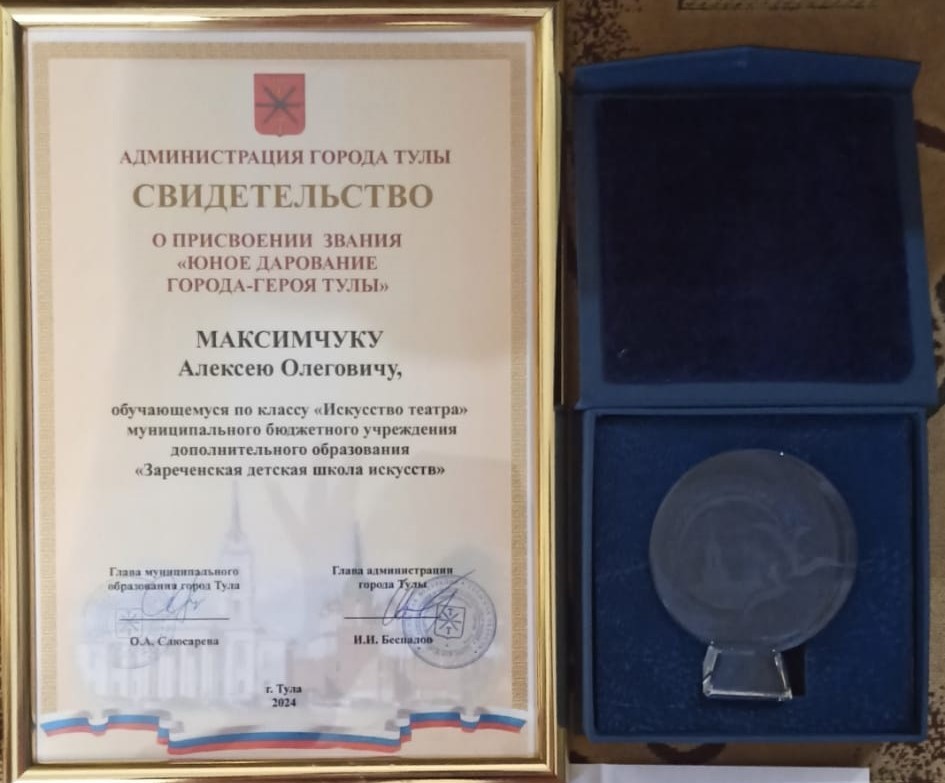 АДМИНИСТРАЦИЯ ГОРОДА ТУЛЫ
СВИДЕТЕЛЬСТВО
О ПРИСВОЕНИИ ЗВАНИЯ
«ЮНОЕ ДАРОВАНИЕ
ГОРОДА-ГЕРОЯ ТУЛЫ»
МАКСИМЧУКУ
Алексею Олеговичу,
обучающемуся по классу «Искусство театра»
муниципального бюджетного учреждения
дополнительного образования
«Зареченская детская школа искусств»
Глава муниципального
образования город Тула
О.А. Слюсарева
Глава администрации
города Тулы
И.И. Беспалов
г. Тула
2024